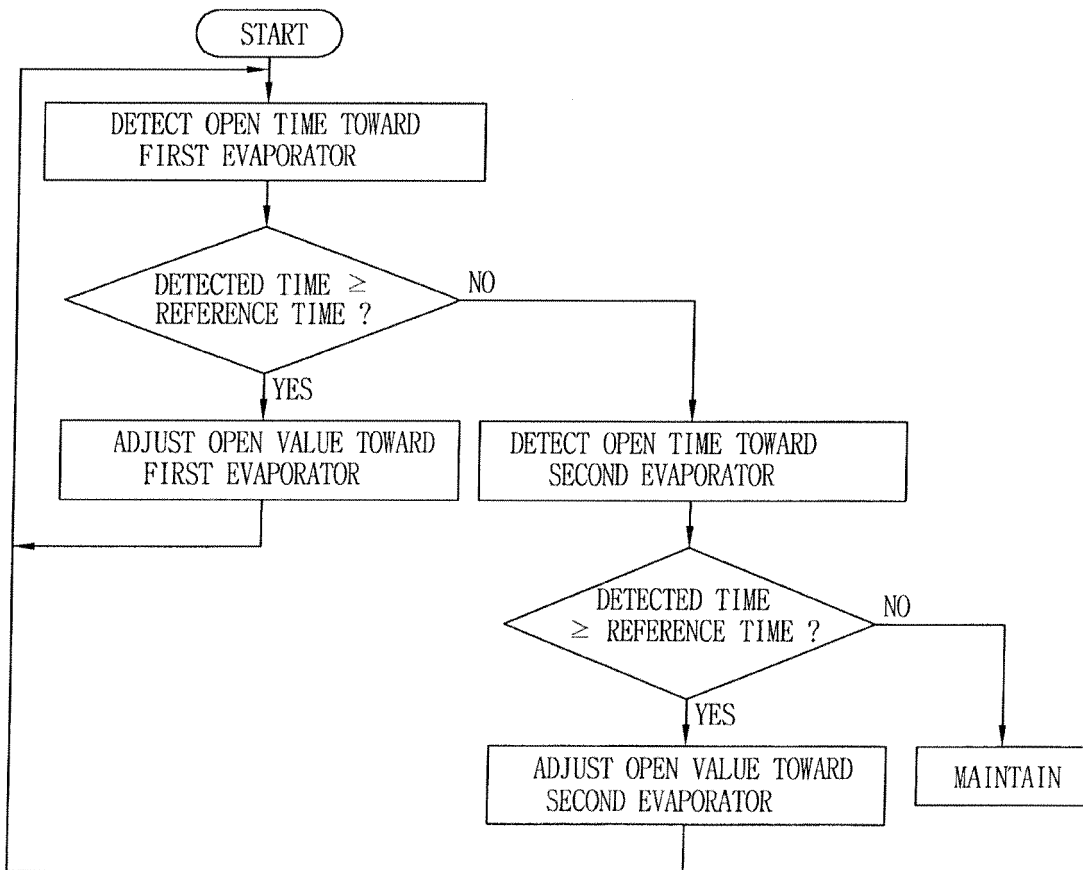 START
DETECT OPEN TIME TOWARD
FIRST EVAPORATOR
DETECTED TIME ≥
REFERENCE TIME ?
NO
YES
ADJUST OPEN VALUE TOWARD
FIRST EVAPORATOR
DETECT OPEN TIME TOWARD
SECOND EVAPORATOR
DETECTED TIME
≥ REFERENCE TIME ?
NO
YES
ADJUST OPEN VALUE TOWARD
SECOND EVAPORATOR
MAINTAIN